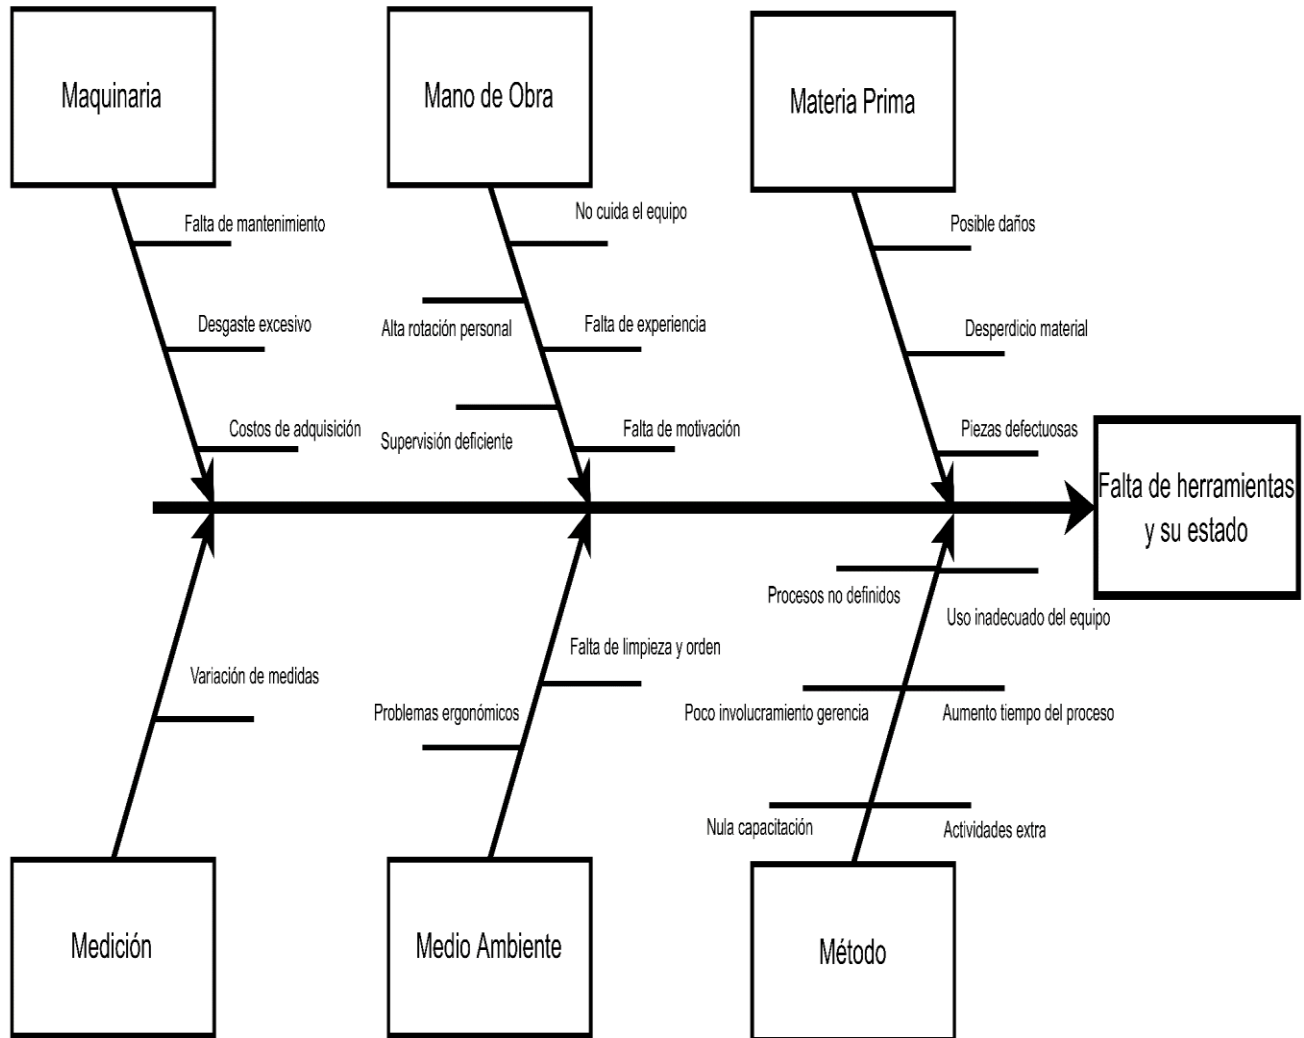 Maquinaria
Mano de Obra
Materia Prima
Falta de mantenimiento
Desgaste excesivo
Costos de adquisición
No cuida el equipo
Alta rotación personal
Falta de experiencia
Supervisión deficiente
Falta de motivación
Posible daños
Desperdicio material
Piezas defectuosas
Falta de herramientas
y su estado
Variación de medidas
Falta de limpieza y orden
Problemas ergonómicos
Procesos no definidos
Uso inadecuado del equipo
Poco involucramiento gerencia
Aumento tiempo del proceso
Nula capacitación
Actividades extra
Medición
Medio Ambiente
Método